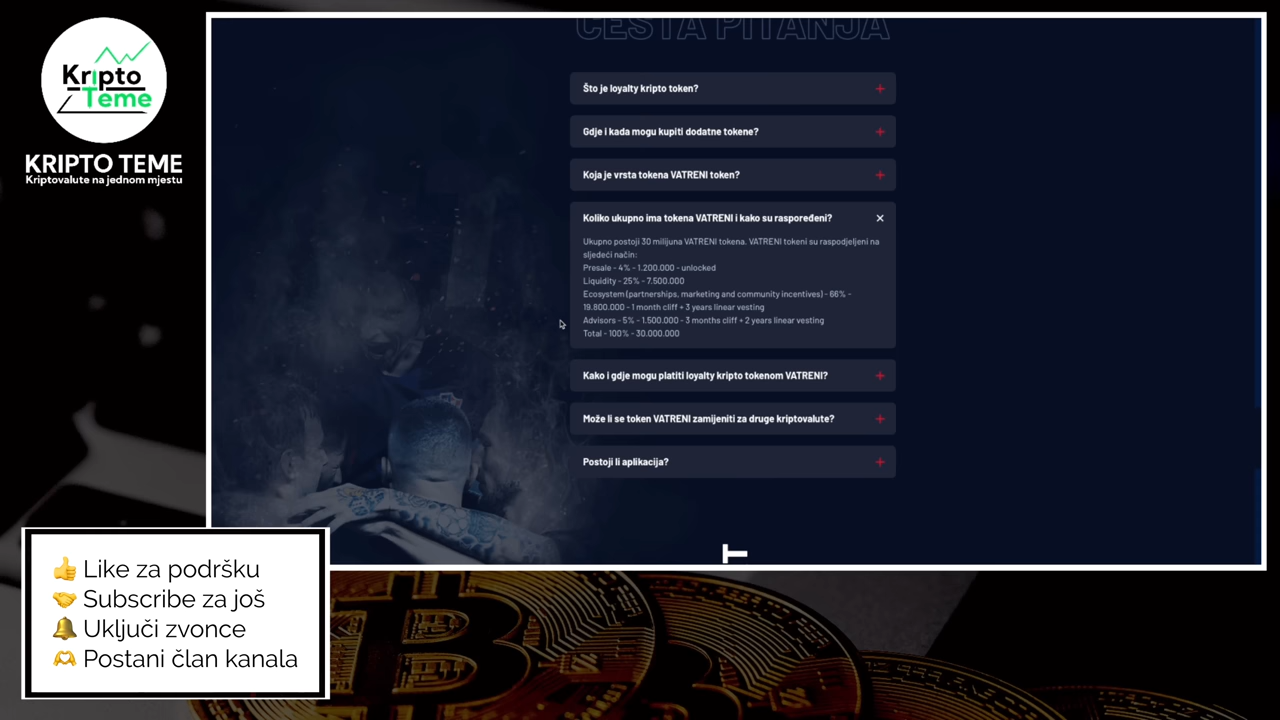 Kripto
Teme
KRIPTO TEME
Kriptovalute na jednom mjestu
ČESTA PITANJA
Što je loyalty kripto token?
Gdje i kada mogu kupiti dodatne tokene?
Koja je vrsta tokena VATRENI token?
Koliko ukupno ima tokena VATRENI i kako su raspoređeni?
Ukupno postoji 30 milijuna VATRENI tokena. VATRENI tokeni su raspodjeljeni na
sljedeći način:
Presale - 4% - 1.200.000 - unlocked
Liquidity - 25% - 7.500.000
Ecosystem (partnerships, marketing and community incentives) - 66% -
19.800.000 - 1 month cliff + 3 years linear vesting
Advisors - 5% - 1.500.000 - 3 months cliff + 2 years linear vesting
Total - 100% - 30.000.000
Kako i gdje mogu platiti loyalty kripto tokenom VATRENI?
Može li se token VATRENI zamijeniti za druge kriptovalute?
Postoji li aplikacija?
👍 Like za podršku
🤝 Subscribe za još
🔔 Uključi zvonce
🫶 Postani član kanala